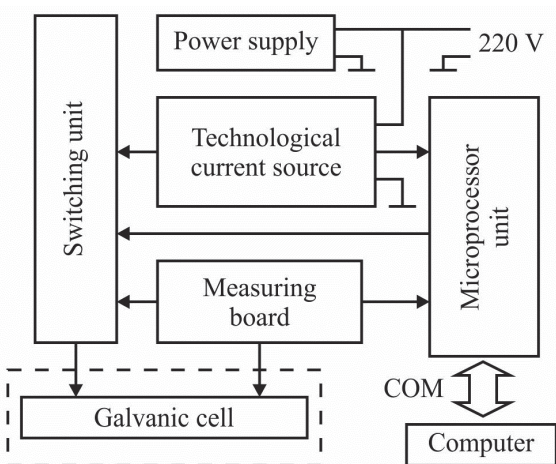 Power supply
220 V
Switching unit
Technological
current source
Microprocessor
unit
Measuring
board
COM
Galvanic cell
Computer